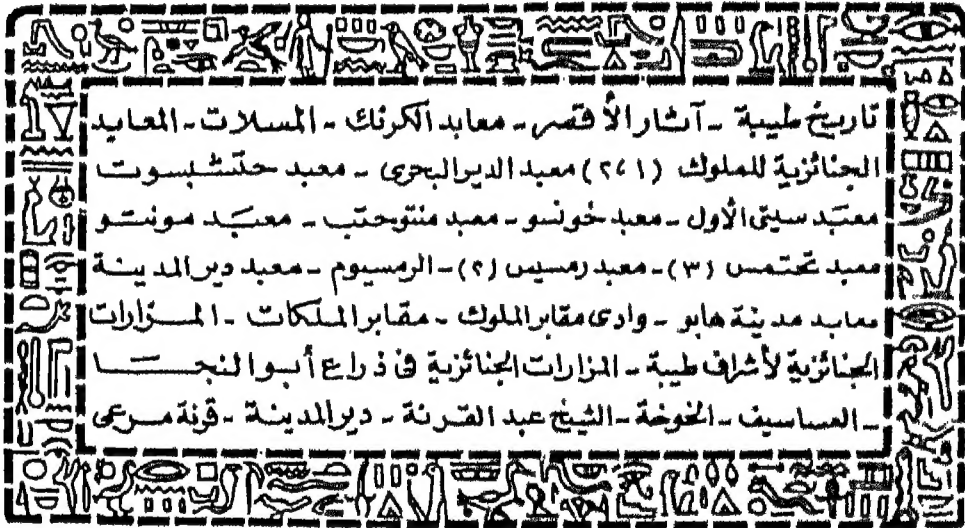 تاريخ طيبة - آثار الأقصر - معابد الكرنك - المسلات - المعابد
الجنائزية للملوك (١، ٢) معبد الدير البحرى - معبد حتشبسوت
معبد سيتى الأول - معبد خونسو - معبد منتوحتب - معبد مونتو
معبد تحتمس (٣) - معبد رمسيس (٢) - الرمسيوم - معبد دير المدينة
معابد مدينة هابو - وادى مقابر الملوك - مقابر الملكات - المزارات
الجنائزية لأشراف طيبة - المزارات الجنائزية فى ذراع أبو النجا
- العساسيف - الخوخة - الشيخ عبد القرنة - دير المدينة - قرنة مرعى